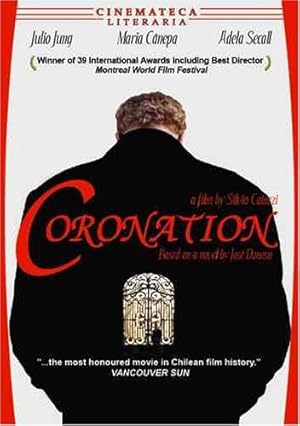 CINEMATECA
LITERARIA
Julio Jung María Cánepa Adela Secall
Winner of 39 International Awards including Best Director
Montreal World Film Festival
a film by Silvio Caiozzi
CORONATION
Based on a novel by José Donoso
"...the most honoured movie in Chilean film history."
VANCOUVER SUN